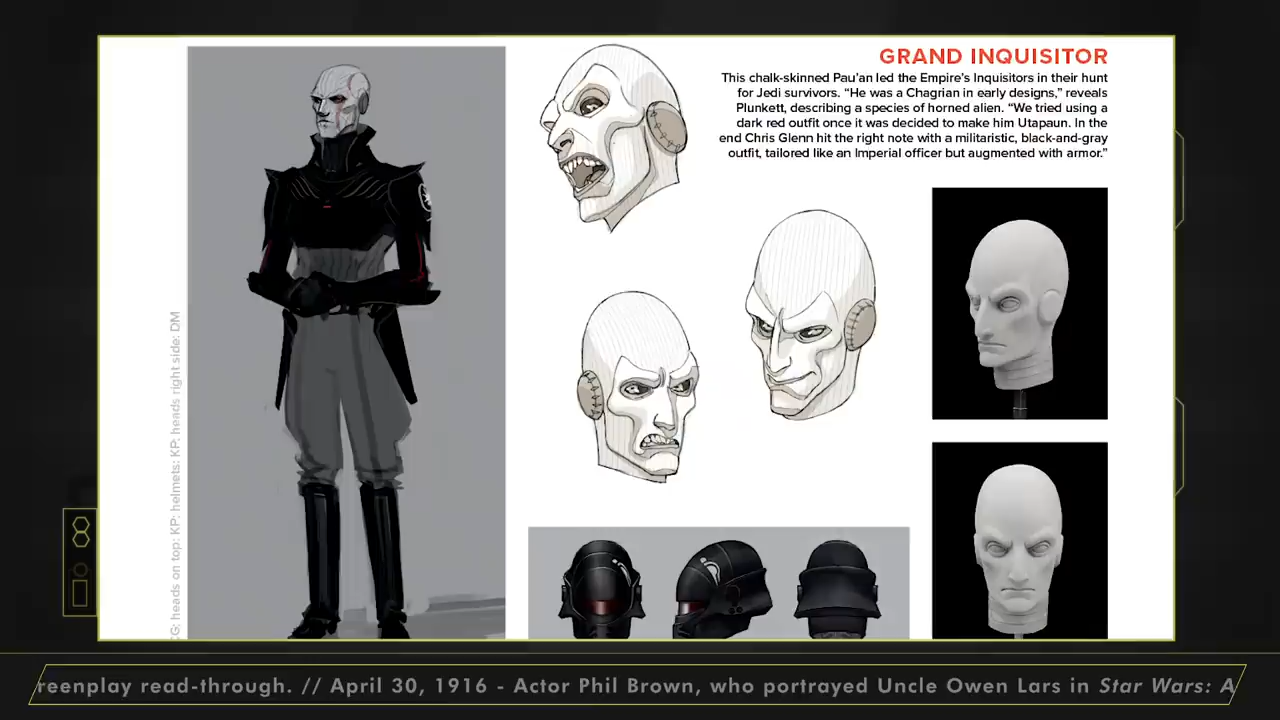 GRAND INQUISITOR
This chalk-skinned Pau'an led the Empire's Inquisitors in their hunt
for Jedi survivors. “He was a Chagrian in early designs,” reveals
Plunkett, describing a species of horned alien. “We tried using a
dark red outfit once it was decided to make him Utapaun. In the
end Chris Glenn hit the right note with a militaristic, black-and-gray
outfit, tailored like an Imperial officer but augmented with armor.”
CG: heads on top: KP: helmets: KP: heads right side: DM
reenplay read-through. // April 30, 1916 - Actor Phil Brown, who portrayed Uncle Owen Lars in Star Wars: A